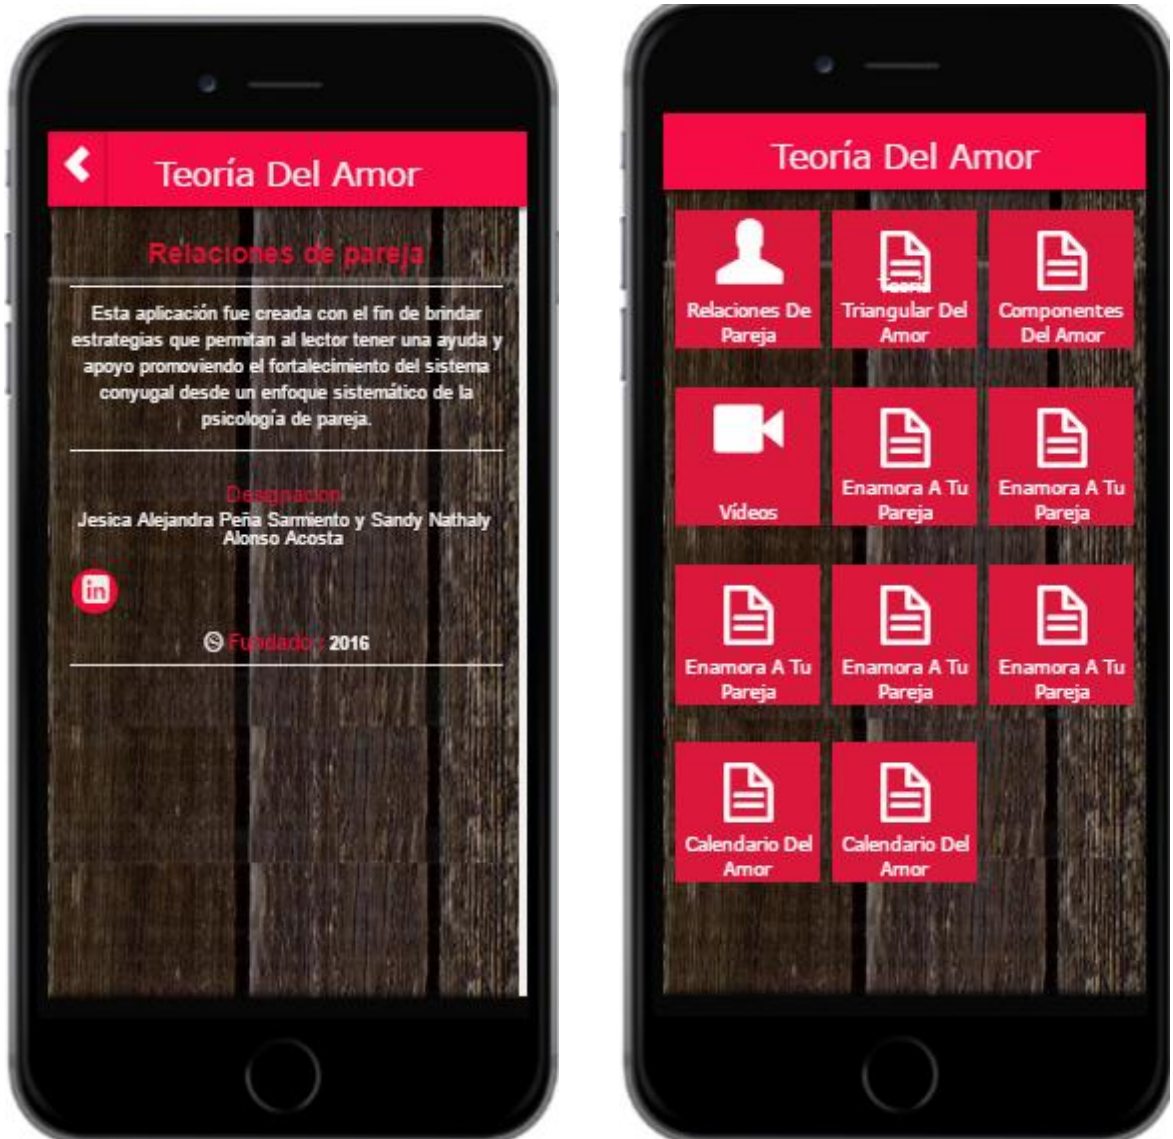 Teoría Del Amor
Relaciones de pareja
Esta aplicación fue creada con el fin de brindar
estrategias que permitan al lector tener una ayuda y
apoyo promoviendo el fortalecimiento del sistema
conyugal desde un enfoque sistemático de la
psicología de pareja.
Designacion
Jesica Alejandra Peña Sarmiento y Sandy Nathaly
Alonso Acosta
in
Fundado : 2016
Teoría Del Amor
Relaciones De
Pareja
Teoría
Triangular Del
Amor
Componentes
Del Amor
Vídeos
Enamora A Tu
Pareja
Enamora A Tu
Pareja
Enamora A Tu
Pareja
Enamora A Tu
Pareja
Enamora A Tu
Pareja
Calendario Del
Amor
Calendario Del
Amor